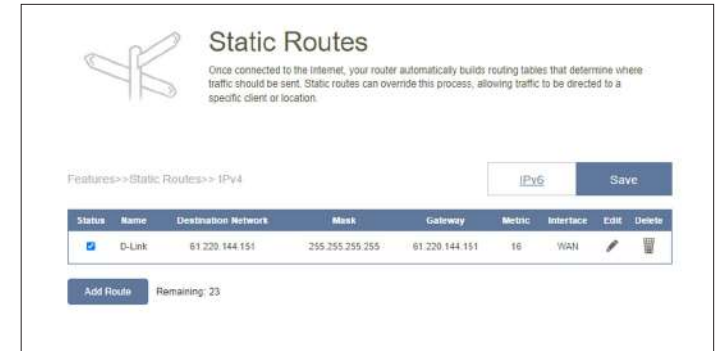 Static Routes
Once connected to the Internet, your router automatically builds routing tables that determine where
traffic should be sent. Static routes can override this process, allowing traffic to be directed to a
specific client or location.
Features>>Static Routes>> IPv4
IPv6
Save
Status Name Destination Network Mask Gateway Metric Interface Edit Delete
D-Link 61.220.144.151 255.255.255.255 61.220.144.151 16 WAN
Add Route Remaining: 23